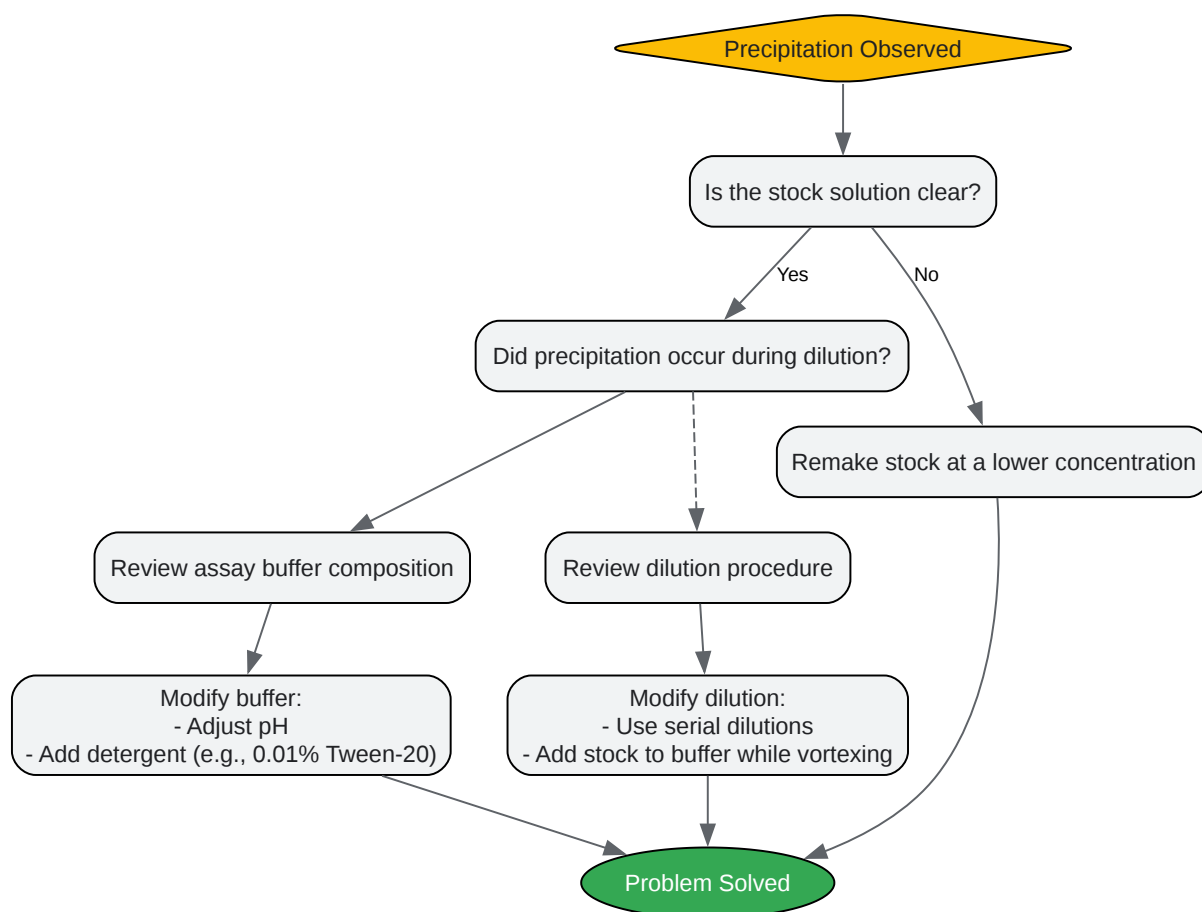 Precipitation Observed
Is the stock solution clear?
Yes
No
Did precipitation occur during dilution?
Remake stock at a lower concentration
Review assay buffer composition
Review dilution procedure
Modify buffer:
- Adjust pH
- Add detergent (e.g., 0.01% Tween-20)
Modify dilution:
- Use serial dilutions
- Add stock to buffer while vortexing
Problem Solved